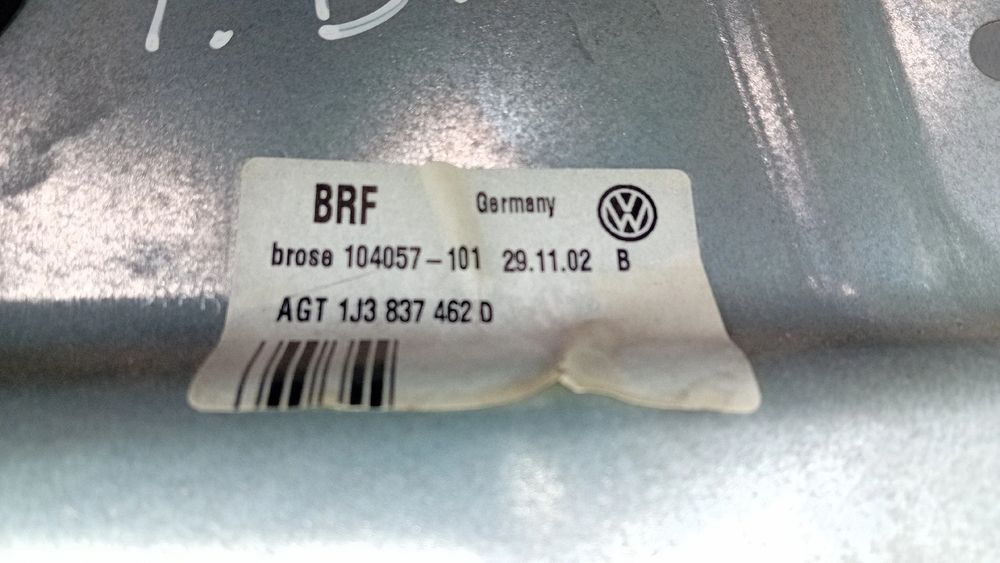 BRF Germany
brose 104057-101 29.11.02 B
AGT 1J3 837 462 D